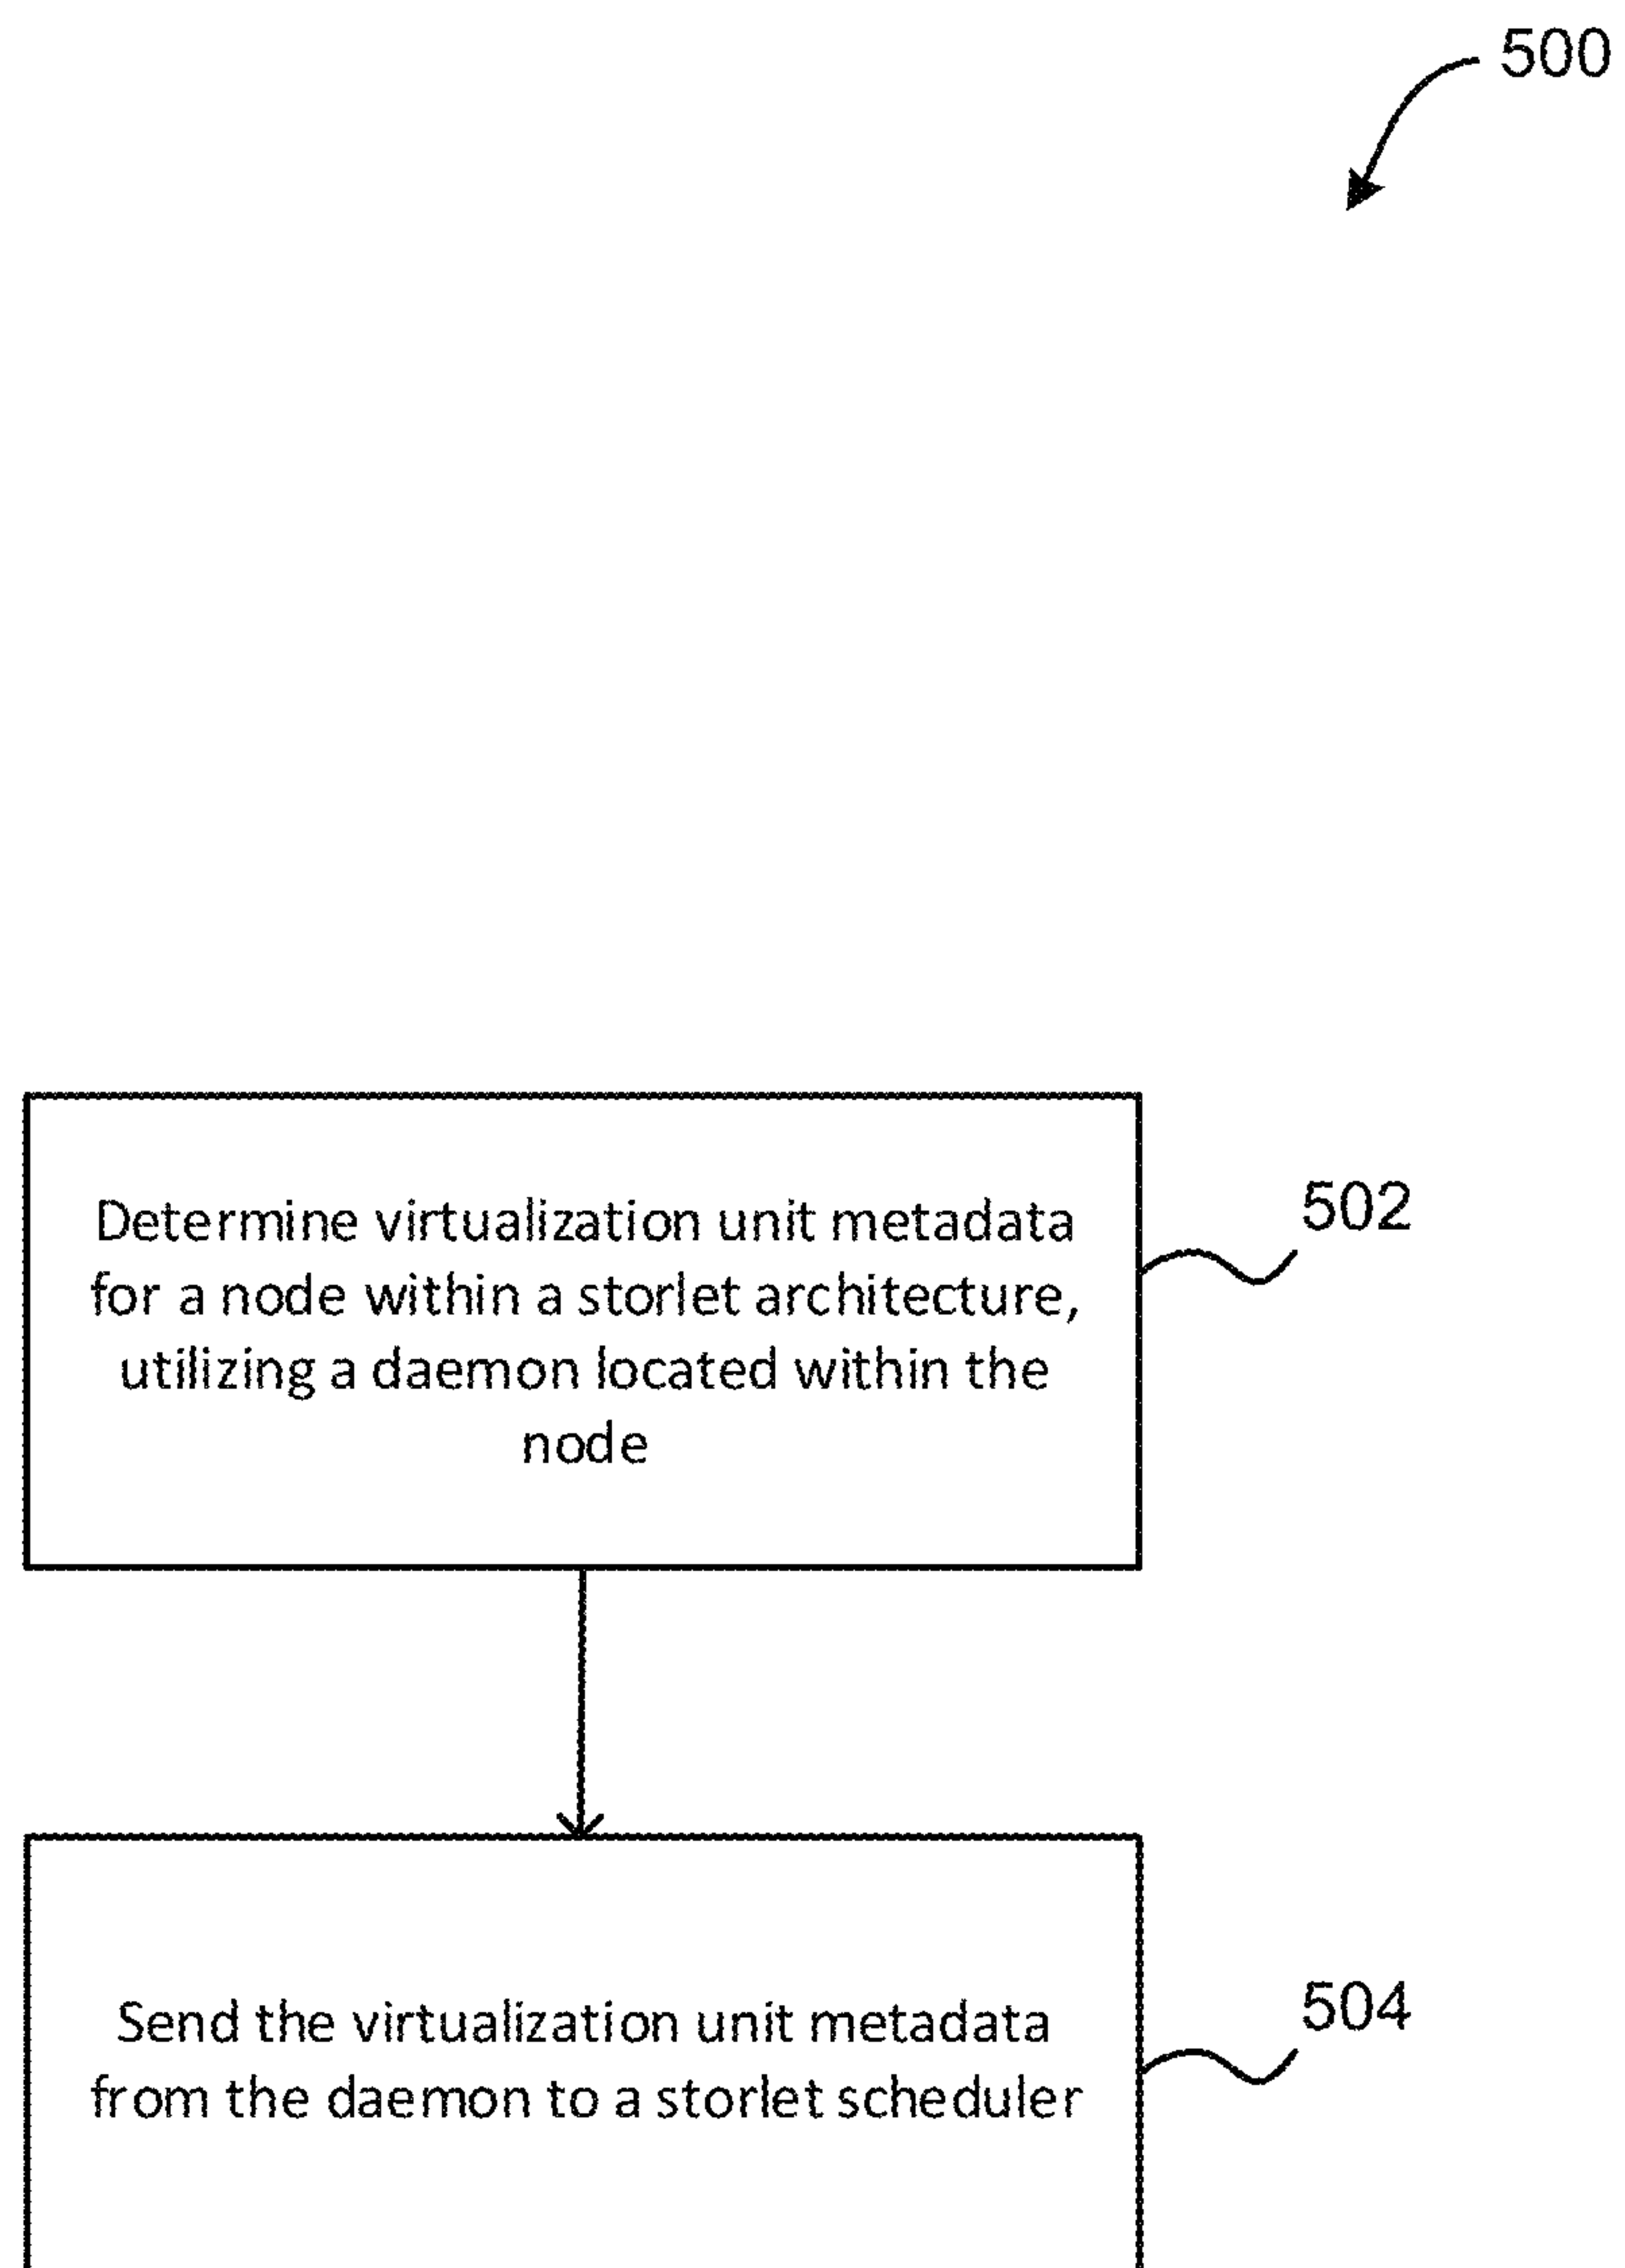 500
Determine virtualization unit metadata
for a node within a storlet architecture,
utilizing a daemon located within the
node
502
Send the virtualization unit metadata
from the daemon to a storlet scheduler
504